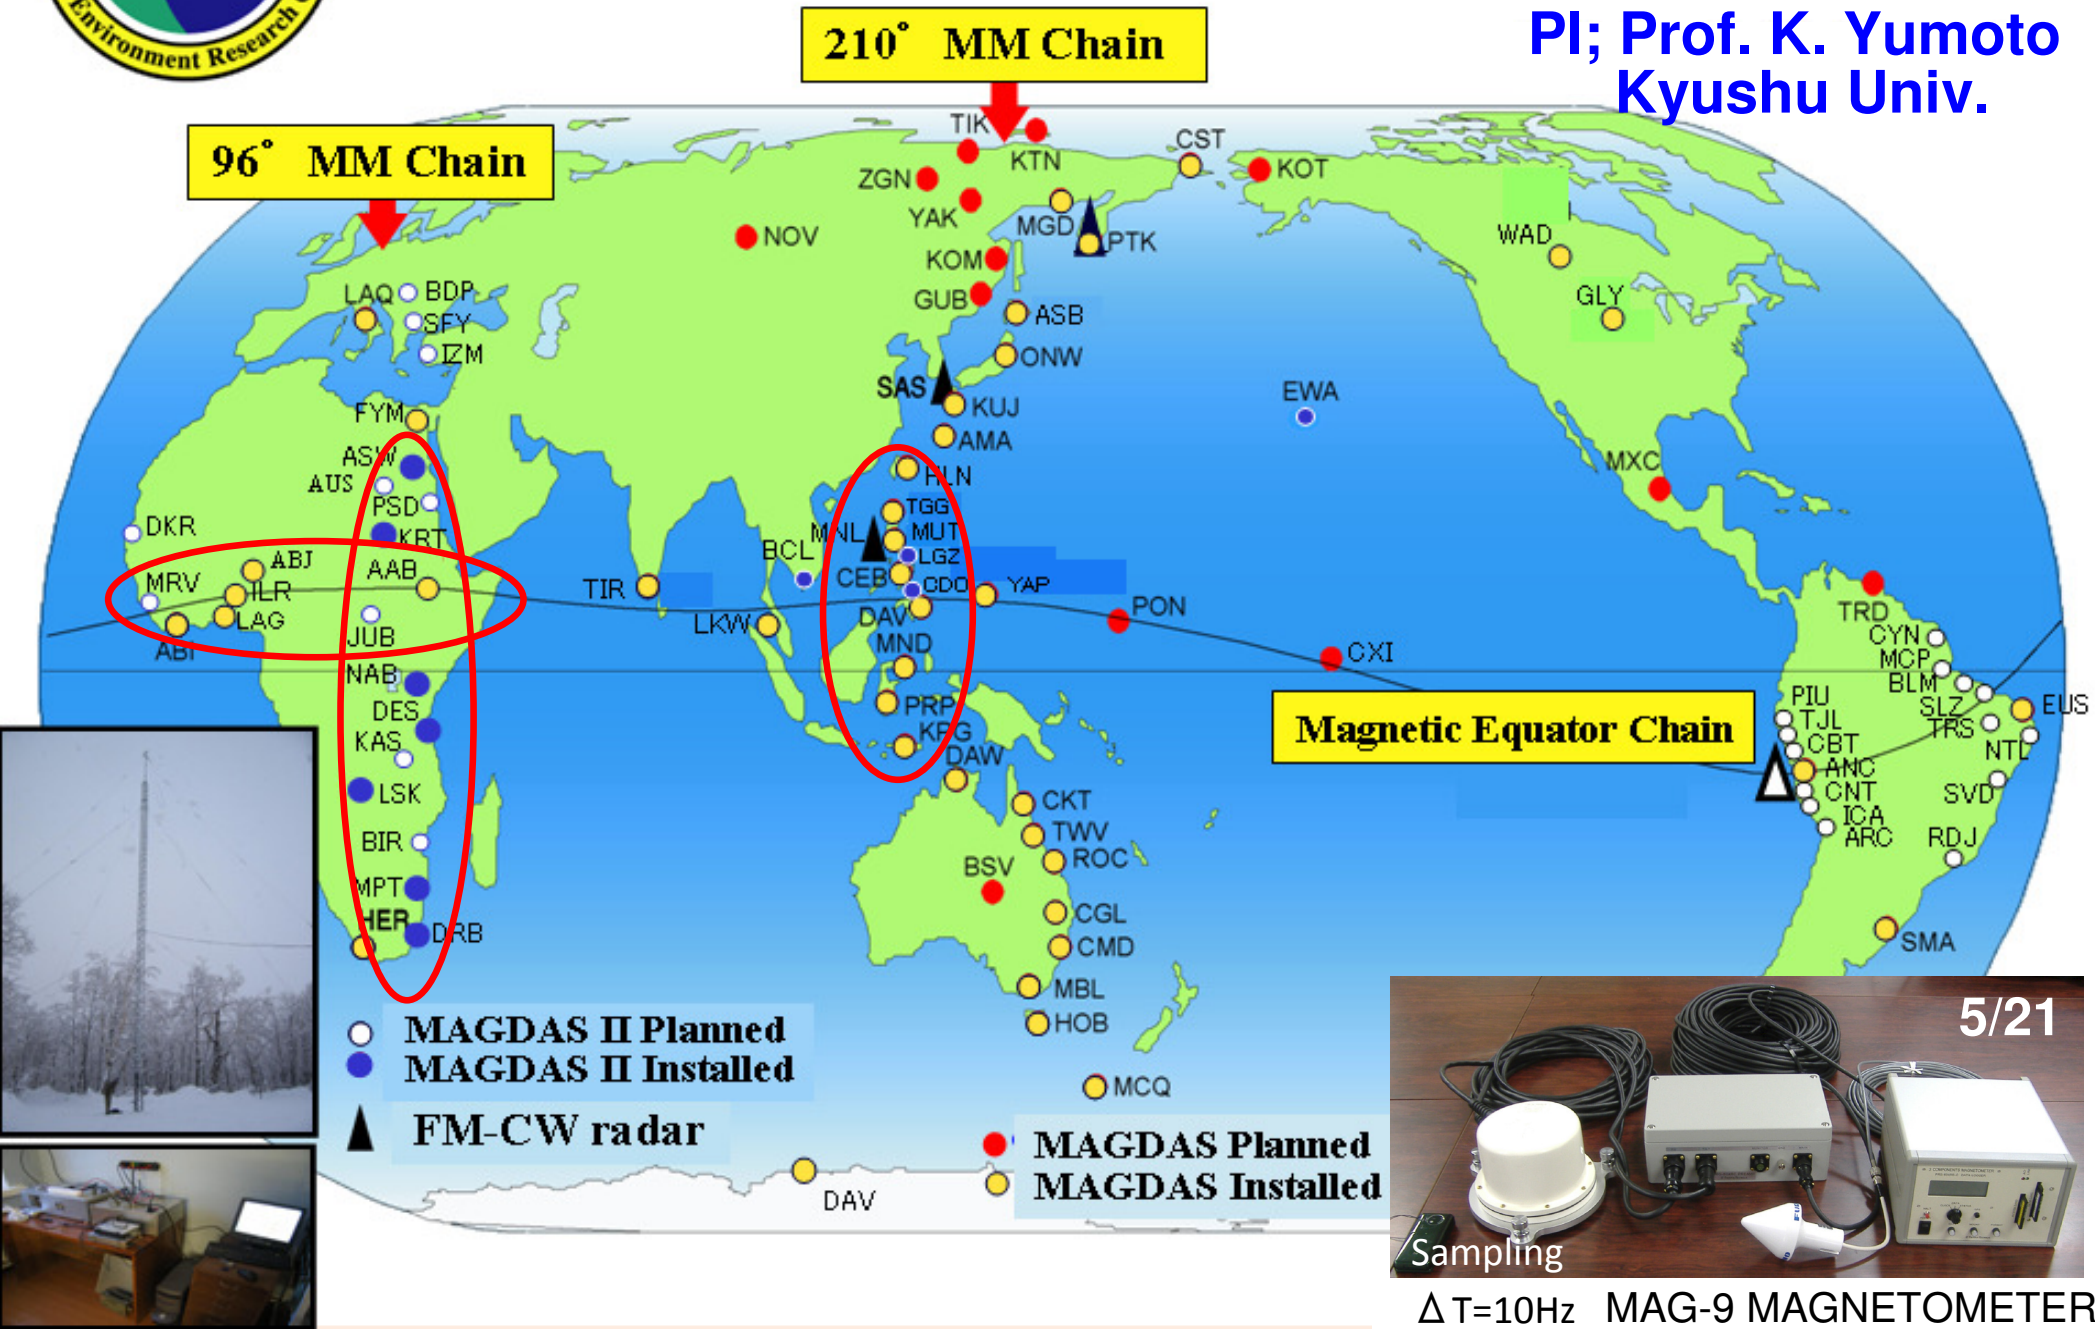 Environment Research
210° MM Chain
PI; Prof. K. Yumoto
Kyushu Univ.
96° MM Chain
TIK
KTN
CST
KOT
ZGN
YAK
MGD
PTK
NOV
WAD
KOM
GUB
GLY
LAQ
BDP
SFY
IZM
ASB
ONW
SAS
KUJ
EWA
FYM
AMA
ASW
HLN
MXC
AUS
PSD
TGG
DKR
KRT
MNL
MUT
BCL
LGZ
ABJ
AAB
MRV
ILR
TIR
CEB
CDO
YAP
PON
TRD
LAG
LKW
DAV
JUB
CYN
ABI
MND
CXI
MCP
NAB
BLM
DES
PRP
PIU
SLZ
EUS
KAS
KPG
TJL
TRS
Magnetic Equator Chain
CBT
NTL
DAW
ANC
LSK
CKT
CNT
SVD
TWV
ICA
BIR
ROC
ARC
RDJ
BSV
MPT
HER
CGL
DRB
CMD
SMA
MBL
MAGDAS II Planned
HOB
5/21
MAGDAS II Installed
MCQ
FM-CW radar
MAGDAS Planned
DAV
MAGDAS Installed
Sampling
Δ T=10Hz MAG-9 MAGNETOMETER